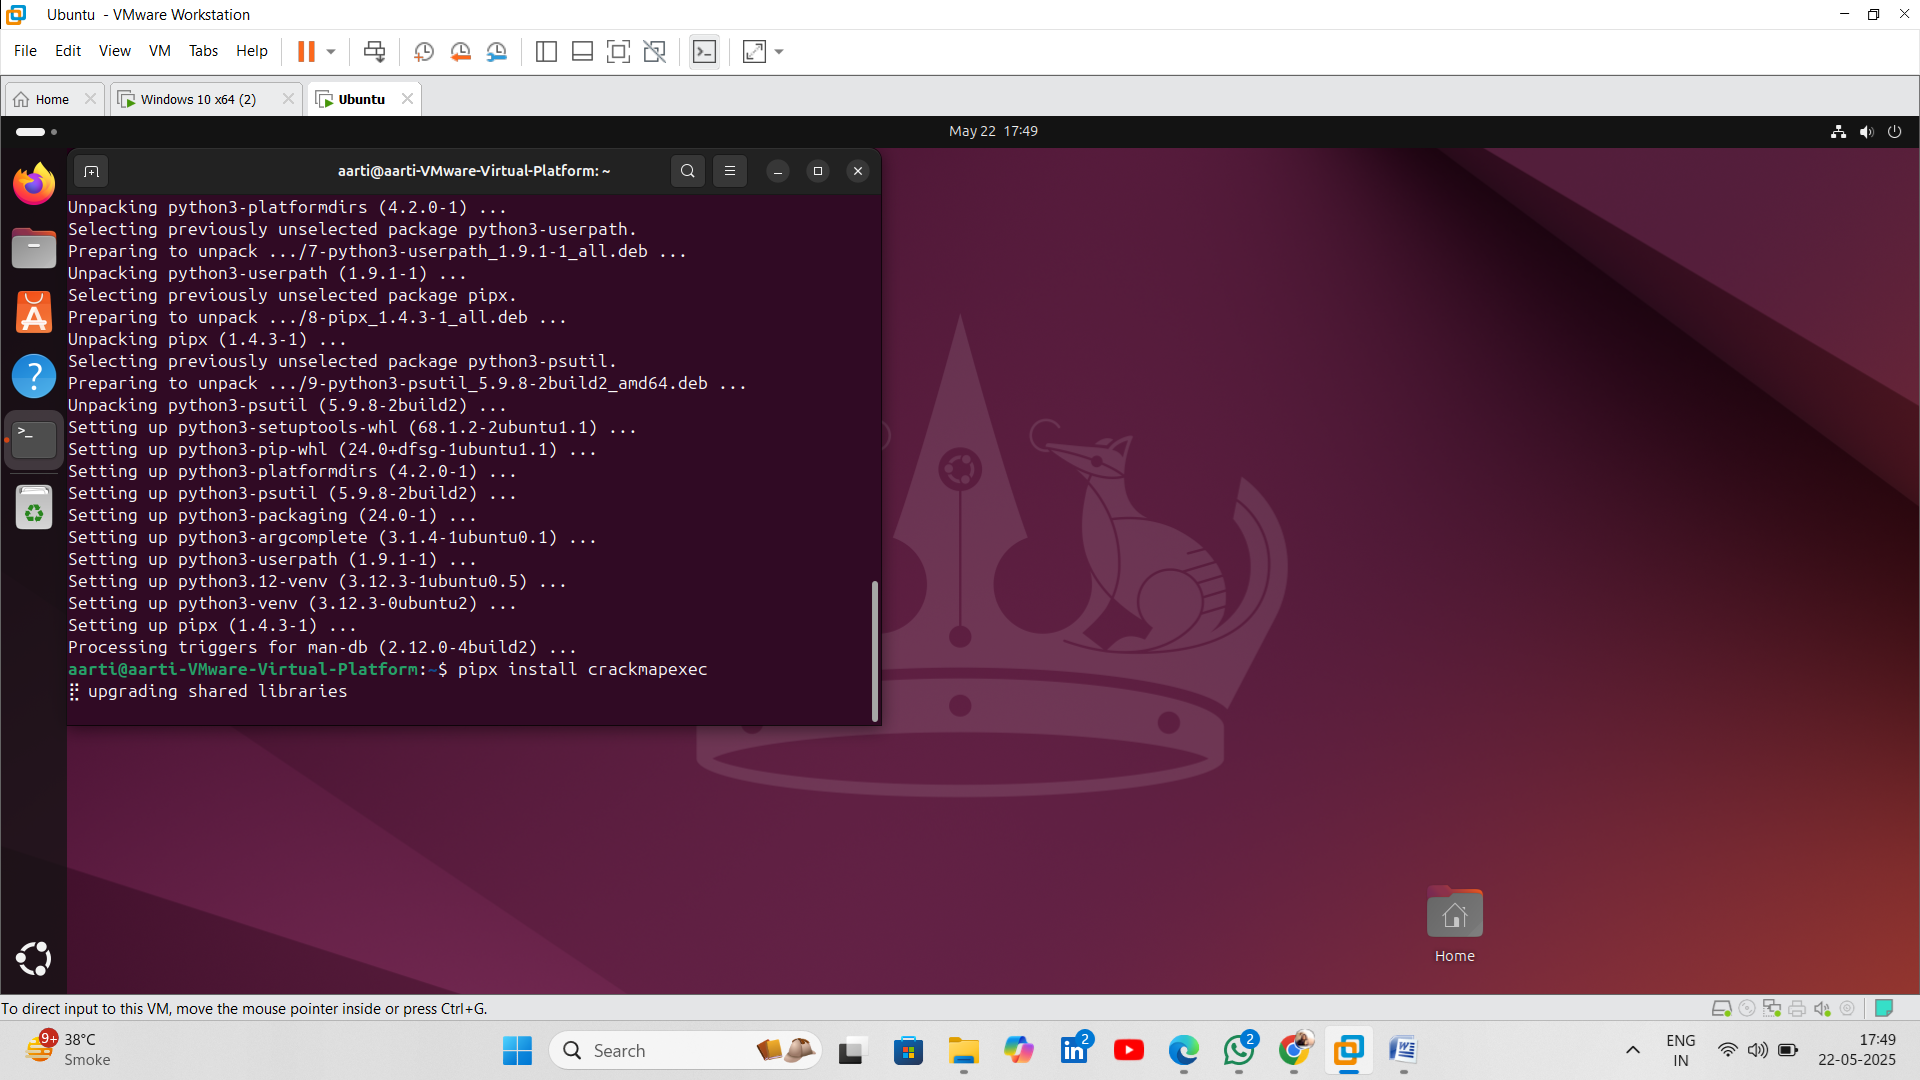 Ubuntu - VMware Workstation
File Edit View VM Tabs Help
Home
Windows 10 x64 (2)
Ubuntu
May 22 17:49
aarti@aarti-VMware-Virtual-Platform: ~
Unpacking python3-platformdirs (4.2.0-1) ...
Selecting previously unselected package python3-userpath.
Preparing to unpack .../7-python3-userpath_1.9.1-1_all.deb ...
Unpacking python3-userpath (1.9.1-1) ...
Selecting previously unselected package pipx.
Preparing to unpack .../8-pipx_1.4.3-1_all.deb ...
Unpacking pipx (1.4.3-1) ...
Selecting previously unselected package python3-psutil.
Preparing to unpack .../9-python3-psutil_5.9.8-2build2_amd64.deb ...
Unpacking python3-psutil (5.9.8-2build2) ...
Setting up python3-setuptools-whl (68.1.2-2ubuntu1.1) ...
Setting up python3-pip-whl (24.0+dfsg-1ubuntu1.1) ...
Setting up python3-platformdirs (4.2.0-1) ...
Setting up python3-psutil (5.9.8-2build2) ...
Setting up python3-packaging (24.0-1) ...
Setting up python3-argcomplete (3.1.4-1ubuntu0.1) ...
Setting up python3-userpath (1.9.1-1) ...
Setting up python3.12-venv (3.12.3-1ubuntu0.5) ...
Setting up python3-venv (3.12.3-0ubuntu2) ...
Setting up pipx (1.4.3-1) ...
Processing triggers for man-db (2.12.0-4build2) ...
aarti@aarti-VMware-Virtual-Platform:~$ pipx install crackmapexec
⣟ upgrading shared libraries
Home
To direct input to this VM, move the mouse pointer inside or press Ctrl+G.
9+
38°C
Smoke
Search
2
2
ENG
IN
17:49
22-05-2025